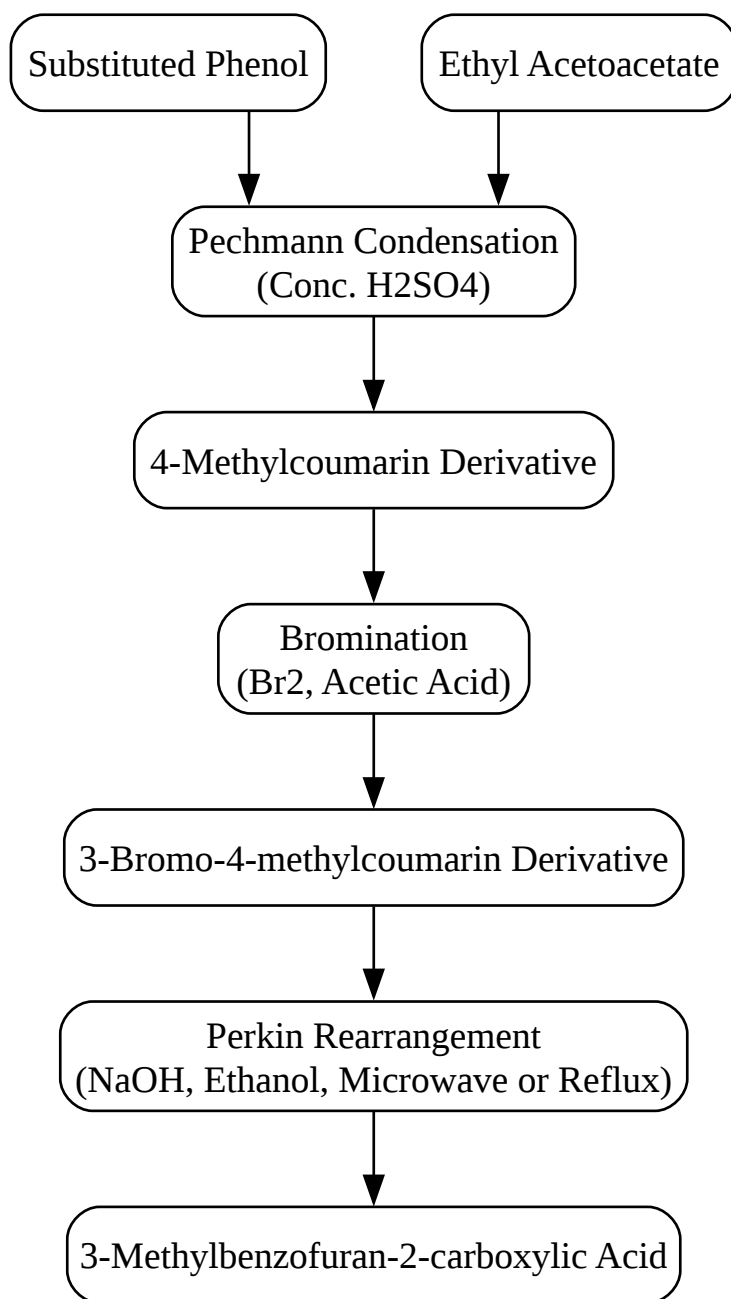 Substituted Phenol
Ethyl Acetoacetate
Pechmann Condensation
(Conc. H2SO4)
4-Methylcoumarin Derivative
Bromination
(Br2, Acetic Acid)
3-Bromo-4-methylcoumarin Derivative
Perkin Rearrangement
(NaOH, Ethanol, Microwave or Reflux)
3-Methylbenzofuran-2-carboxylic Acid